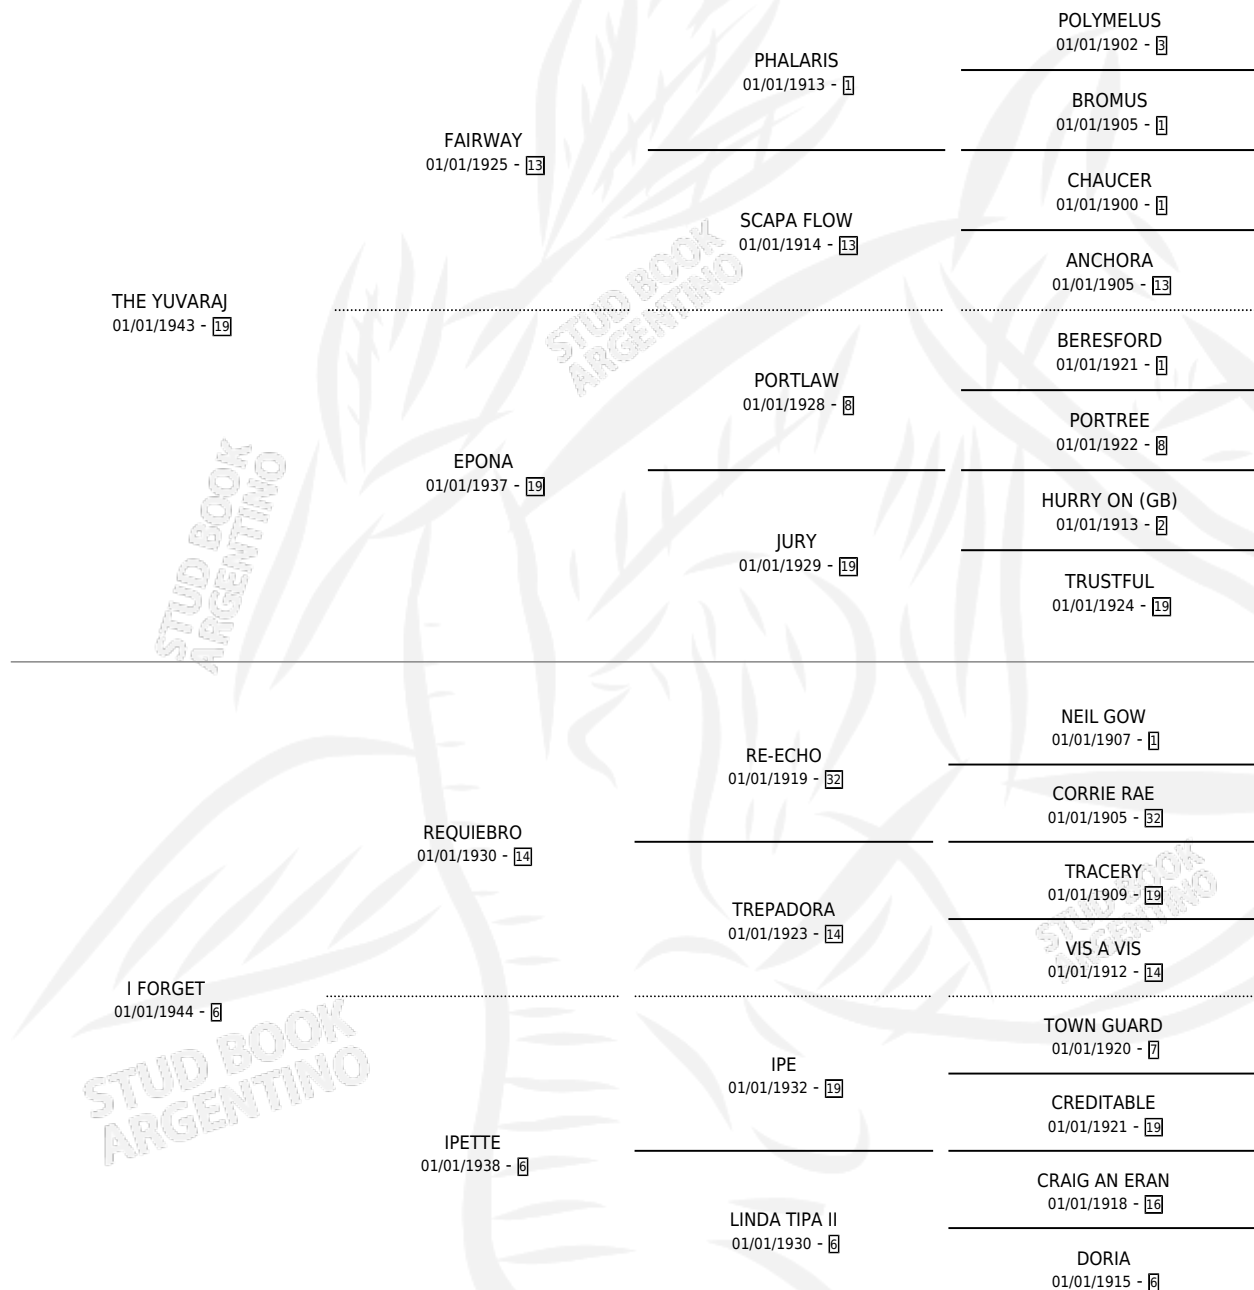 POLYMELUS
01/01/1902 - 3
PHALARIS
01/01/1913 - 1
BROMUS
01/01/1905 - 1
FAIRWAY
01/01/1925 - 13
CHAUCER
01/01/1900 - 1
SCAPA FLOW
01/01/1914 - 13
ANCHORA
01/01/1905 - 13
THE YUVARAJ
01/01/1943 - 19
STUD BOOK
ARGENTINO
BERESFORD
01/01/1921 - 1
PORTLAW
01/01/1928 - 8
PORTREE
01/01/1922 - 8
EPONA
01/01/1937 - 19
HURRY ON (GB)
01/01/1913 - 2
JURY
01/01/1929 - 19
TRUSTFUL
01/01/1924 - 19
STUD BOOK
ARGENTINO
NEIL GOW
01/01/1907 - 1
RE-ECHO
01/01/1919 - 32
CORRIE RAE
01/01/1905 - 32
REQUIEBRO
01/01/1930 - 14
TRACERY
01/01/1909 - 19
TREPADORA
01/01/1923 - 14
VIS A VIS
01/01/1912 - 14
STUD BOOK
ARGENTINO
I FORGET
01/01/1944 - 6
TOWN GUARD
01/01/1920 - 7
IPE
01/01/1932 - 19
CREDITABLE
01/01/1921 - 19
STUD BOOK
ARGENTINO
IPETTE
01/01/1938 - 6
CRAIG AN ERAN
01/01/1918 - 16
LINDA TIPA II
01/01/1930 - 6
DORIA
01/01/1915 - 6